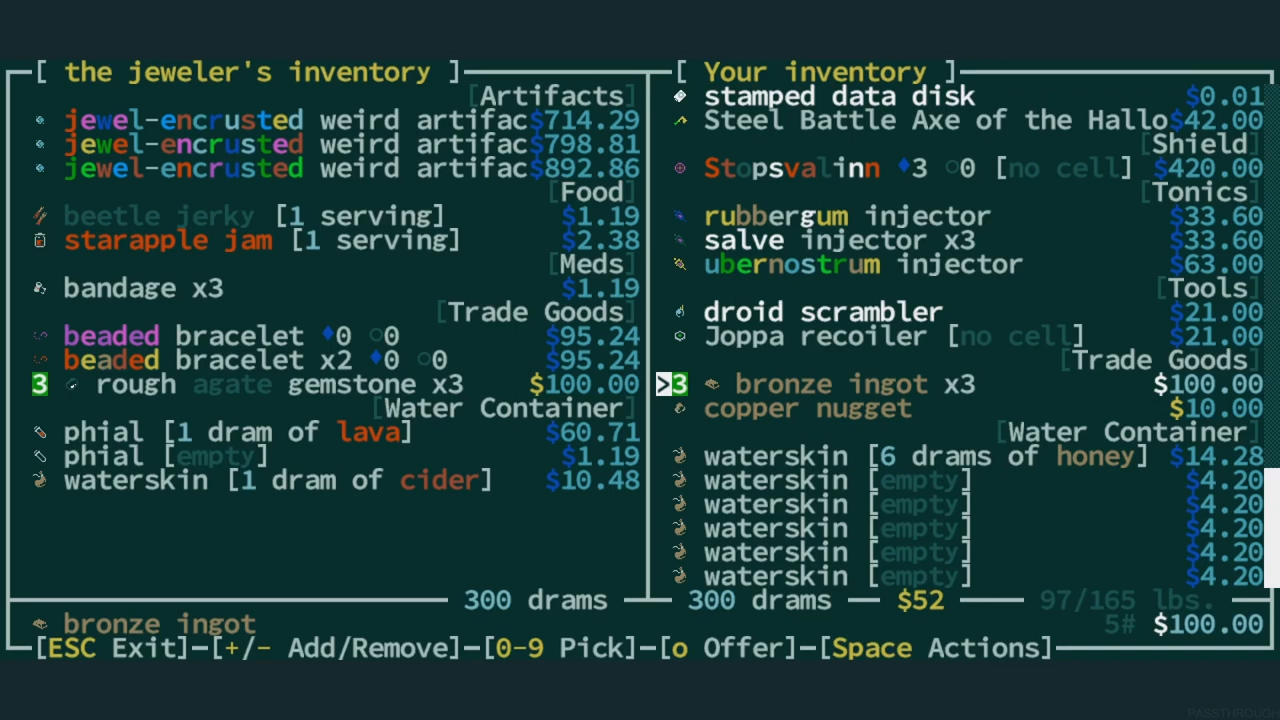 [ the jeweler's inventory ]
[Artifacts]
jewel-encrusted weird artifac$714.29
jewel-encrusted weird artifac$798.81
jewel-encrusted weird artifac$892.86
[Food]
beetle jerky [1 serving] $1.19
starapple jam [1 serving] $2.38
[Meds]
bandage x3 $1.19
[Trade Goods]
beaded bracelet ♦0 ○0 $95.24
beaded bracelet x2 ♦0 ○0 $95.24
3 rough agate gemstone x3 $100.00
[Water Container]
phial [1 dram of lava] $60.71
phial [empty] $1.19
waterskin [1 dram of cider] $10.48
300 drams
[ Your inventory ]
stamped data disk $0.01
Steel Battle Axe of the Hallo$42.00
[Shield]
Stopsvalinn ♦3 ○0 [no cell] $420.00
[Tonics]
rubbergum injector $33.60
salve injector x3 $33.60
ubernostrum injector $63.00
[Tools]
droid scrambler $21.00
Joppa recoiler [no cell] $21.00
[Trade Goods]
>3 bronze ingot x3 $100.00
copper nugget $10.00
[Water Container]
waterskin [6 drams of honey] $14.28
waterskin [empty] $4.20
waterskin [empty] $4.20
waterskin [empty] $4.20
waterskin [empty] $4.20
waterskin [empty] $4.20
300 drams $52 97/165 lbs.
bronze ingot 5# $100.00
[ESC Exit]-[+/- Add/Remove]-[0-9 Pick]-[o Offer]-[Space Actions]